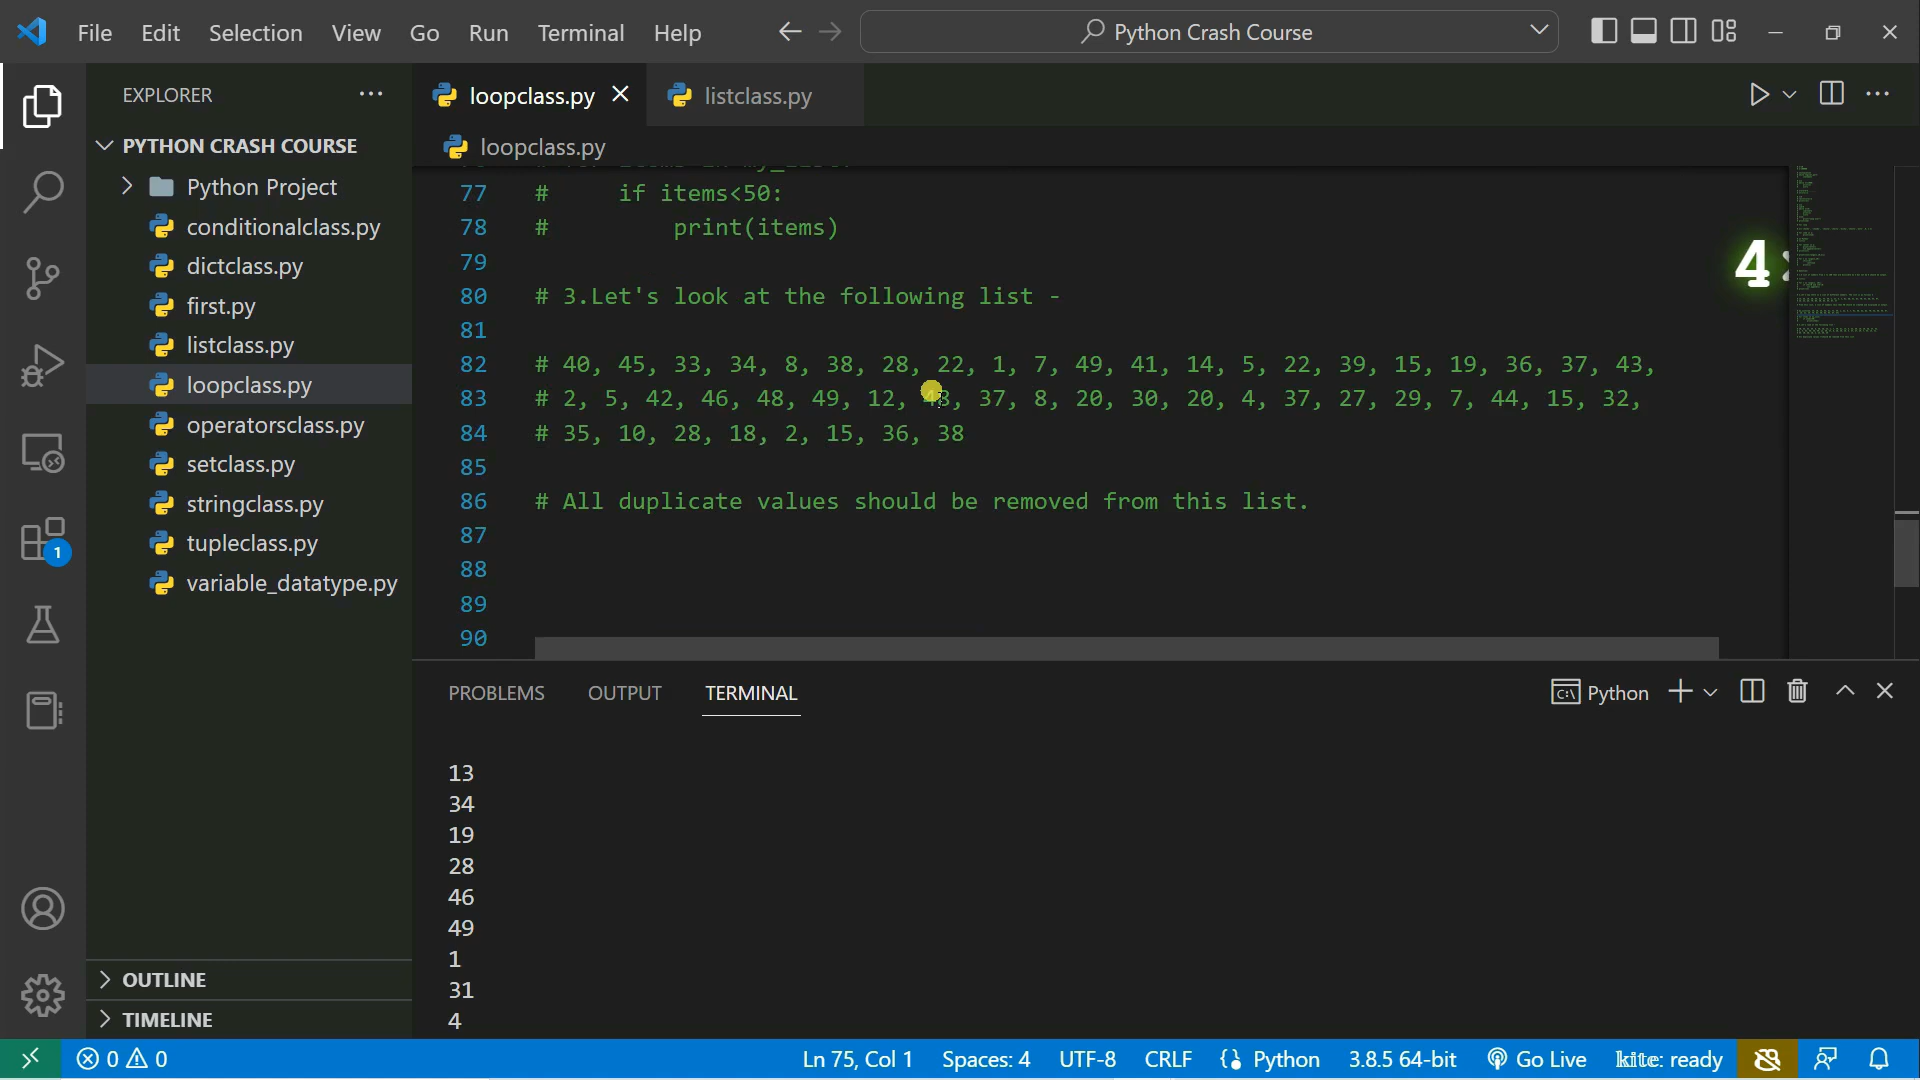 File Edit Selection View Go Run Terminal Help
Python Crash Course
EXPLORER
loopclass.py
listclass.py
PYTHON CRASH COURSE
loopclass.py
Python Project
conditionalclass.py
dictclass.py
first.py
listclass.py
loopclass.py
operatorsclass.py
setclass.py
stringclass.py
tupleclass.py
variable_datatype.py
1
OUTLINE
TIMELINE
77 # if items<50:
78 # print(items)
79
80 # 3.Let's look at the following list -
81
82 # 40, 45, 33, 34, 8, 38, 28, 22, 1, 7, 49, 41, 14, 5, 22, 39, 15, 19, 36, 37, 43,
83 # 2, 5, 42, 46, 48, 49, 12, 37, 8, 20, 30, 20, 4, 37, 27, 29, 7, 44, 15, 32,
84 # 35, 10, 28, 18, 2, 15, 36, 38
85
86 # All duplicate values should be removed from this list.
87
88
89
90
PROBLEMS OUTPUT TERMINAL
Python
13
34
19
28
46
49
1
31
4
0 0 Ln 75, Col 1 Spaces: 4 UTF-8 CRLF Python 3.8.5 64-bit Go Live kite: ready